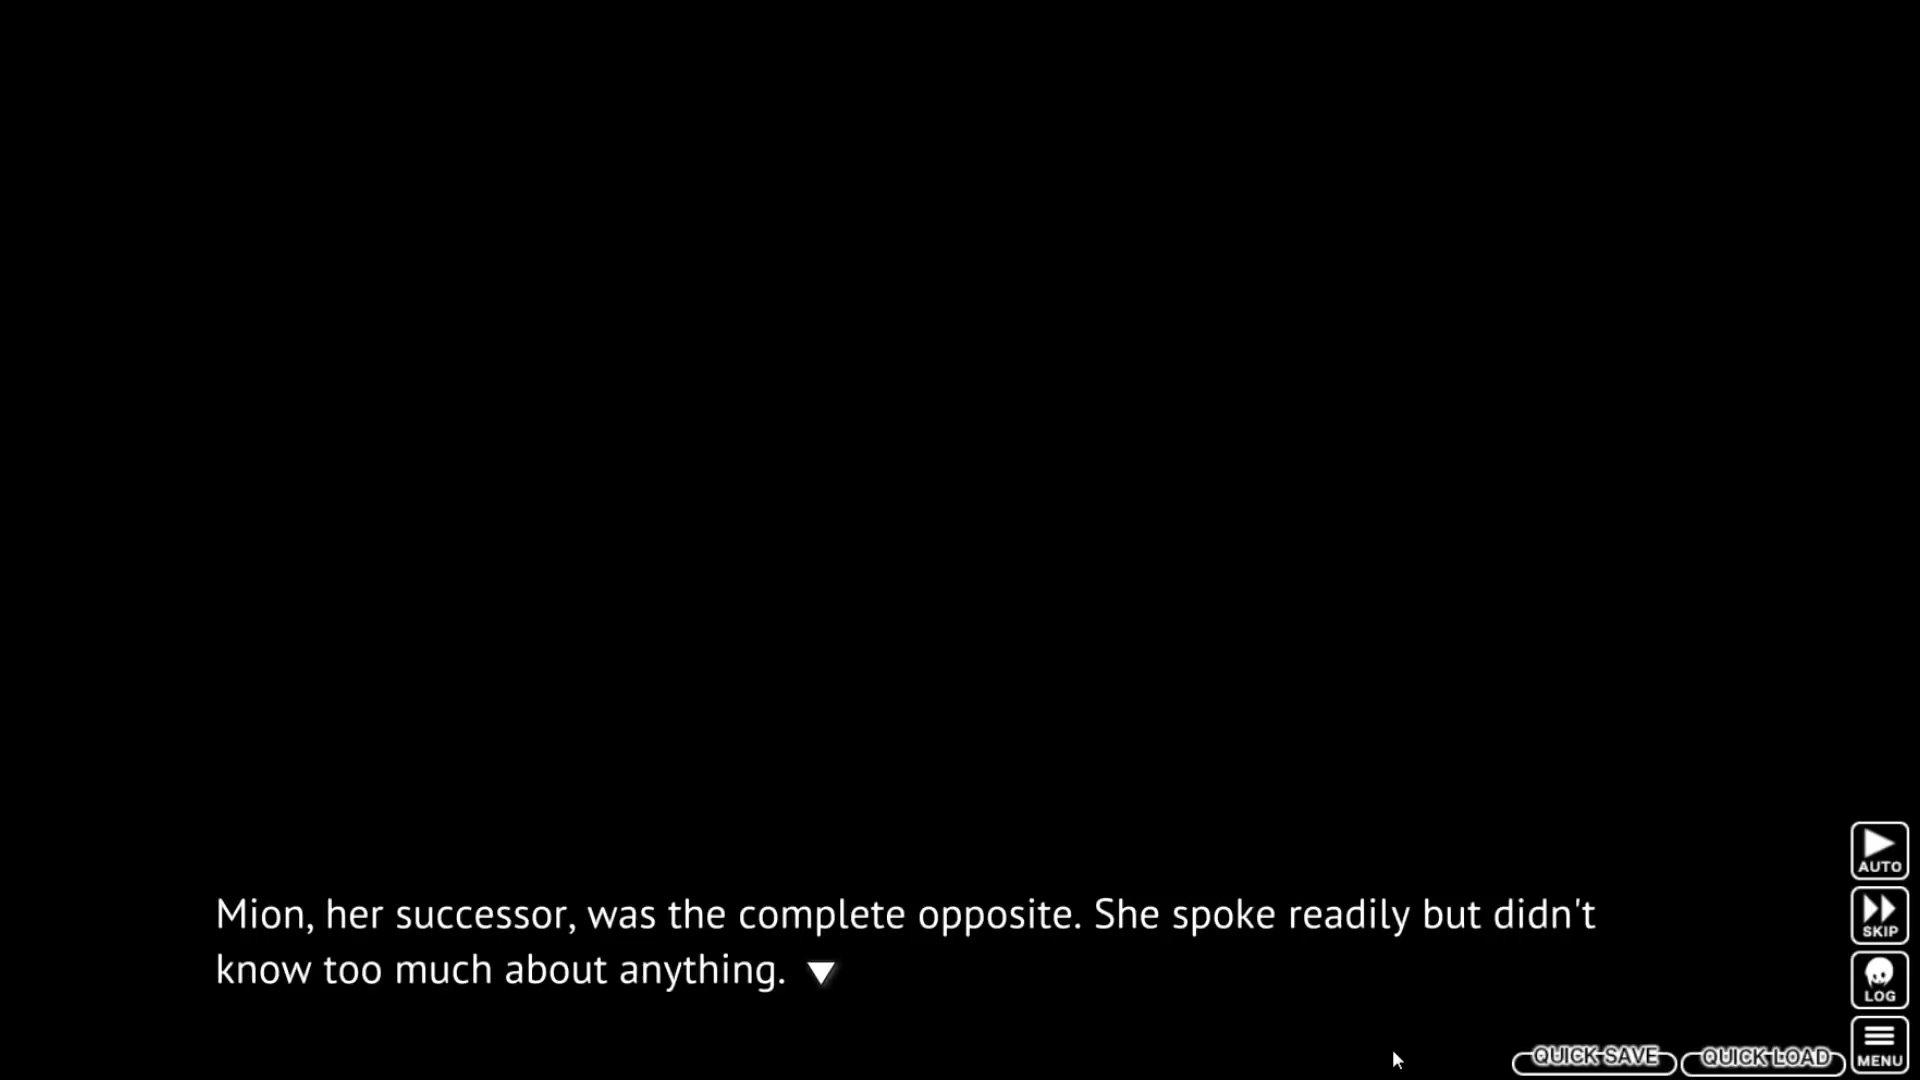 Mion, her successor, was the complete opposite. She spoke readily but didn't
know too much about anything.
AUTO
SKIP
LOG
MENU
QUICK SAVE
QUICK LOAD